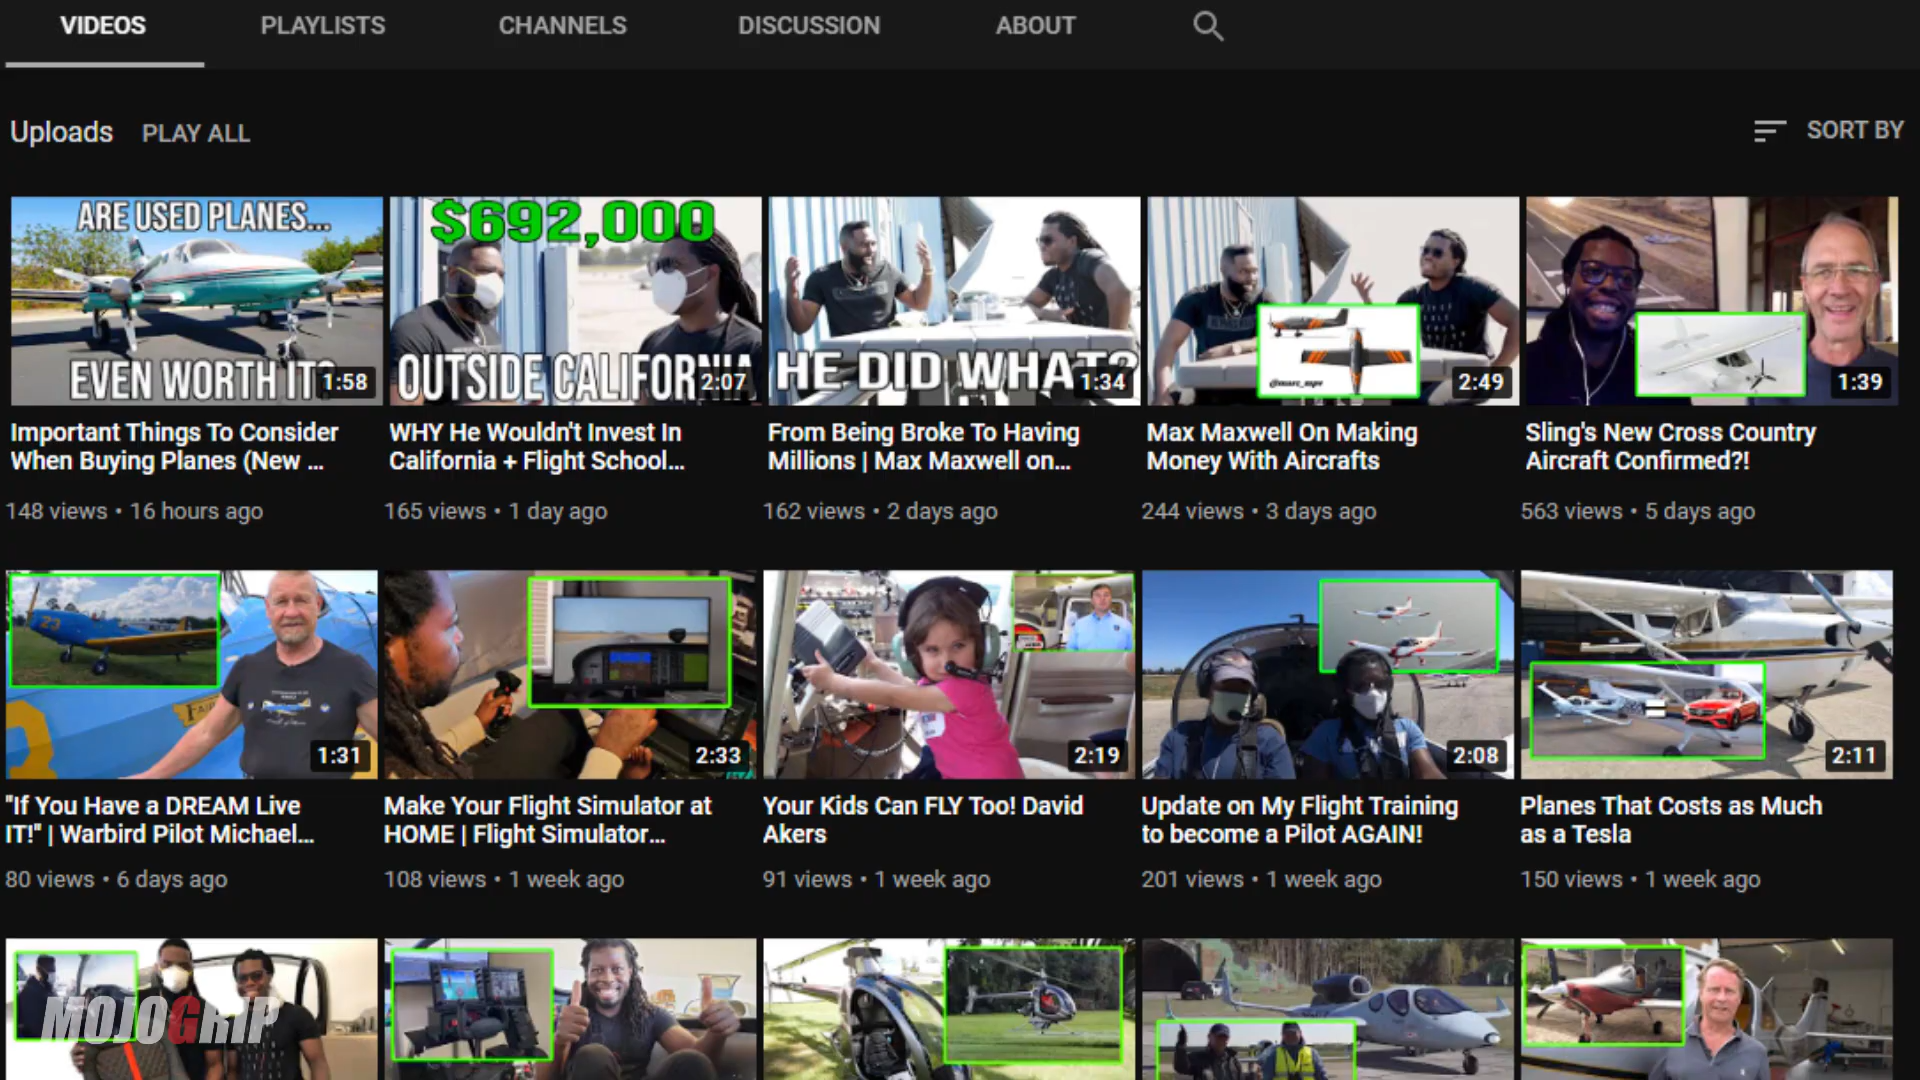 VIDEOS PLAYLISTS CHANNELS DISCUSSION ABOUT
Uploads PLAY ALL SORT BY
ARE USED PLANES...
EVEN WORTH IT?
1:58
$692,000
OUTSIDE CALIFORNIA
2:07
HE DID WHAT?
1:34
2:49
1:39
Important Things To Consider
When Buying Planes (New ...
148 views • 16 hours ago
WHY He Wouldn't Invest In
California + Flight School...
165 views • 1 day ago
From Being Broke To Having
Millions | Max Maxwell on...
162 views • 2 days ago
Max Maxwell On Making
Money With Aircrafts
244 views • 3 days ago
Sling's New Cross Country
Aircraft Confirmed?!
563 views • 5 days ago
23
1:31
2:33
2:19
2:08
2:11
"If You Have a DREAM Live
IT!" | Warbird Pilot Michael...
80 views • 6 days ago
Make Your Flight Simulator at
HOME | Flight Simulator...
108 views • 1 week ago
Your Kids Can FLY Too! David
Akers
91 views • 1 week ago
Update on My Flight Training
to become a Pilot AGAIN!
201 views • 1 week ago
Planes That Costs as Much
as a Tesla
150 views • 1 week ago
MOJOGRIP